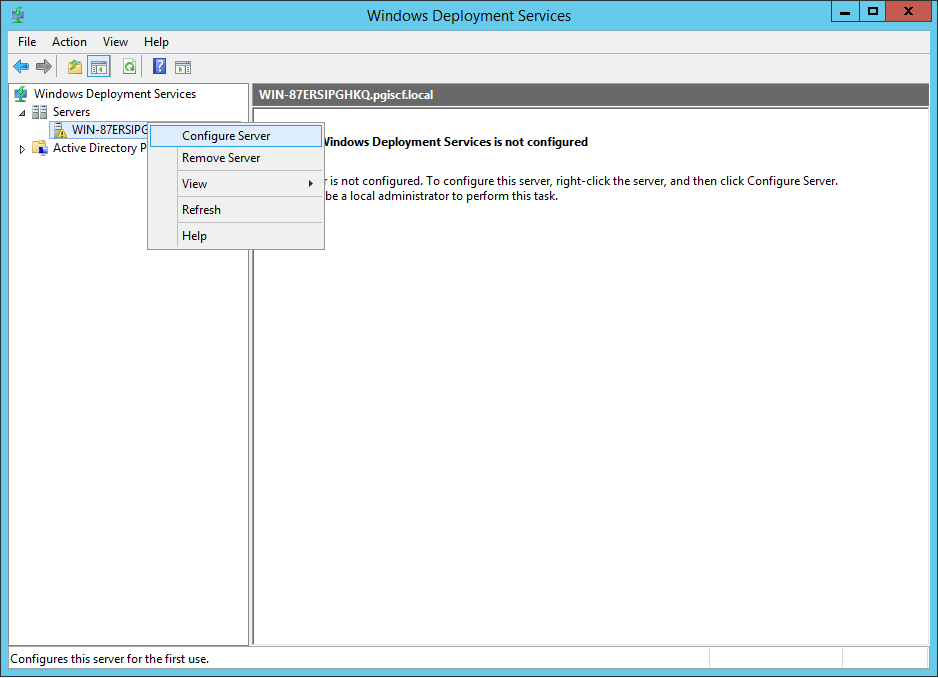 Windows Deployment Services
X
File Action View Help
?
Windows Deployment Services
Servers
WIN-87ERSIPG
Active Directory P
WIN-87ERSIPGHKQ.pgiscf.local
Windows Deployment Services is not configured
r is not configured. To configure this server, right-click the server, and then click Configure Server.
be a local administrator to perform this task.
Configure Server
Remove Server
View
Refresh
Help
Configures this server for the first use.